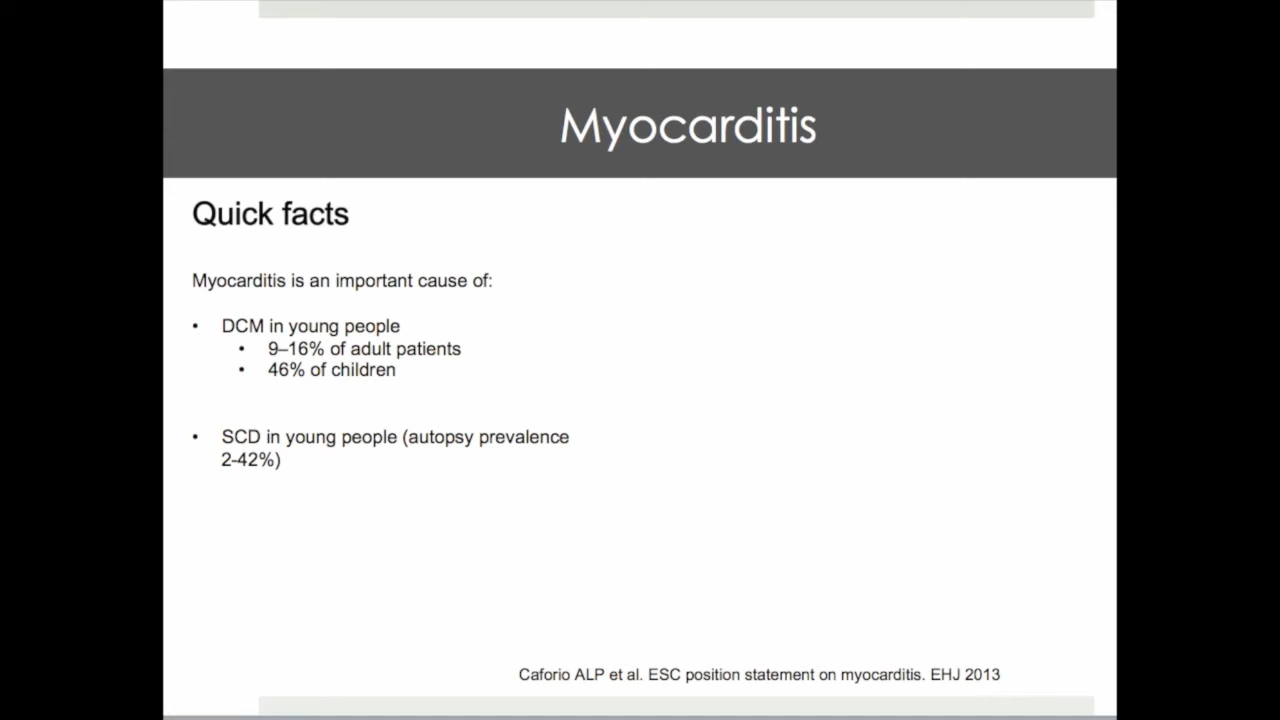 Myocarditis
Quick facts
Myocarditis is an important cause of:
• DCM in young people
• 9–16% of adult patients
• 46% of children
• SCD in young people (autopsy prevalence
2-42%)
Caforio ALP et al. ESC position statement on myocarditis. EHJ 2013